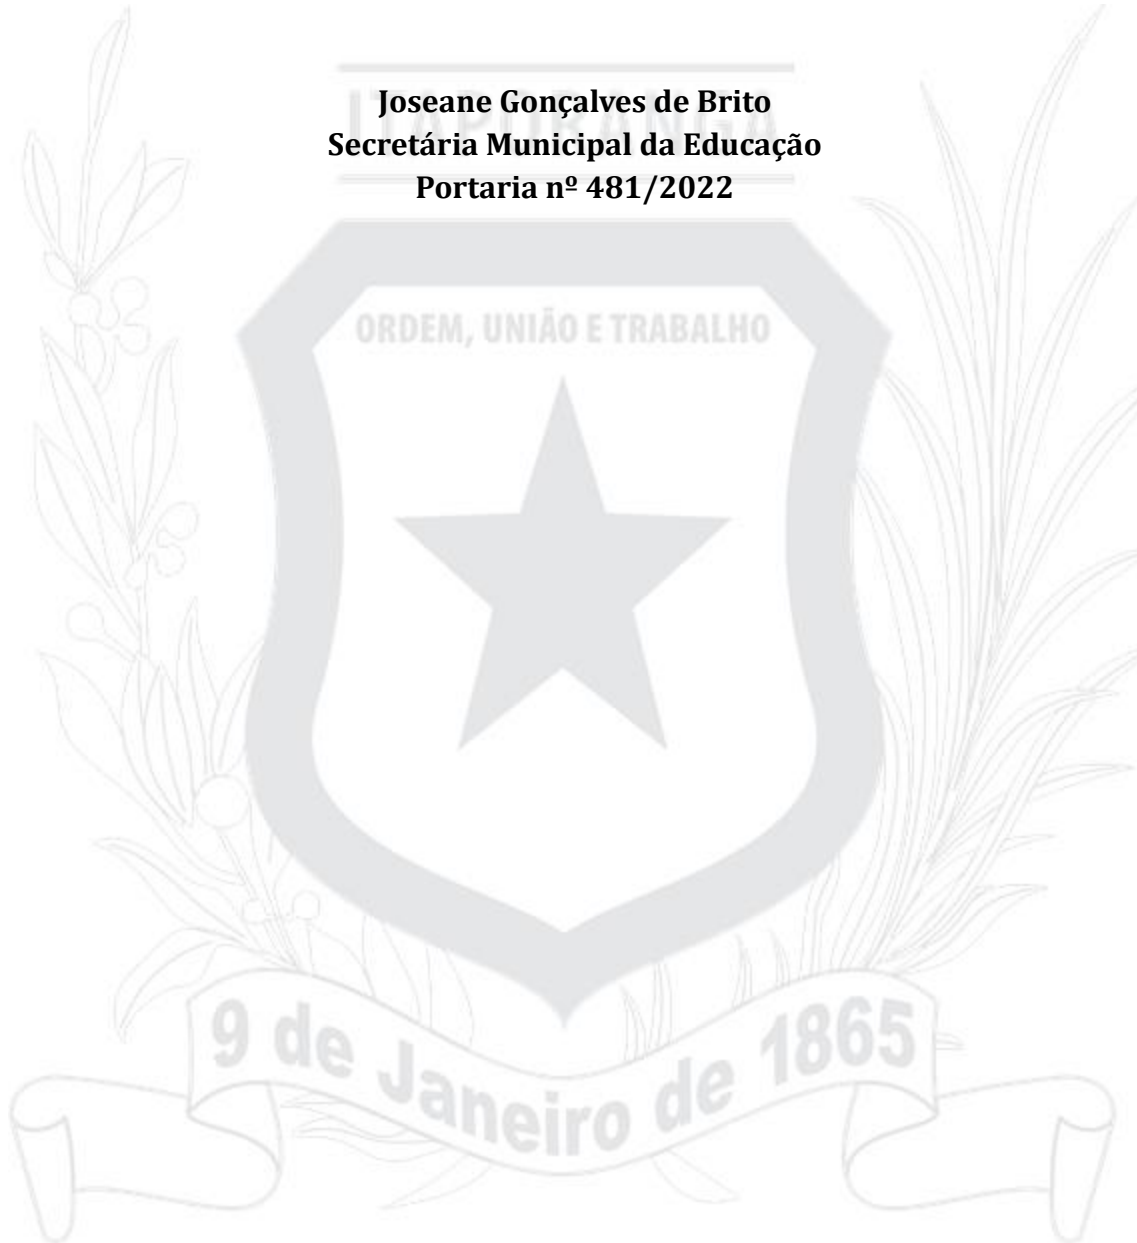 ITAPORANGA
Joseane Gonçalves de Brito
Secretária Municipal da Educação
Portaria nº 481/2022
ORDEM, UNIÃO E TRABALHO
9 de Janeiro de 1865